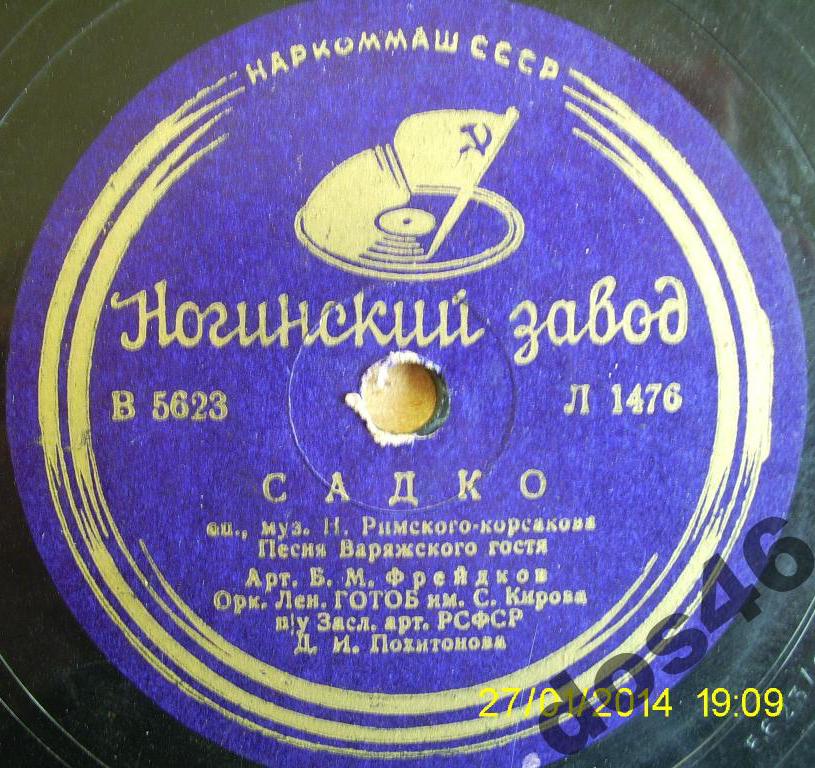 НАРКОММАШ СССР
Ногинский завод
В 5623
Л 1476
САДКО
оп., муз. Н. Римского-корсакова
Песня Варяжского гостя
Арт. Б. М. Фрейдков
Орк. Лен. ГОТОБ им. С. Кирова
п/у Засл. арт. РСФСР
Д. И. Похитонова
27/01/2014 19:09
dos46